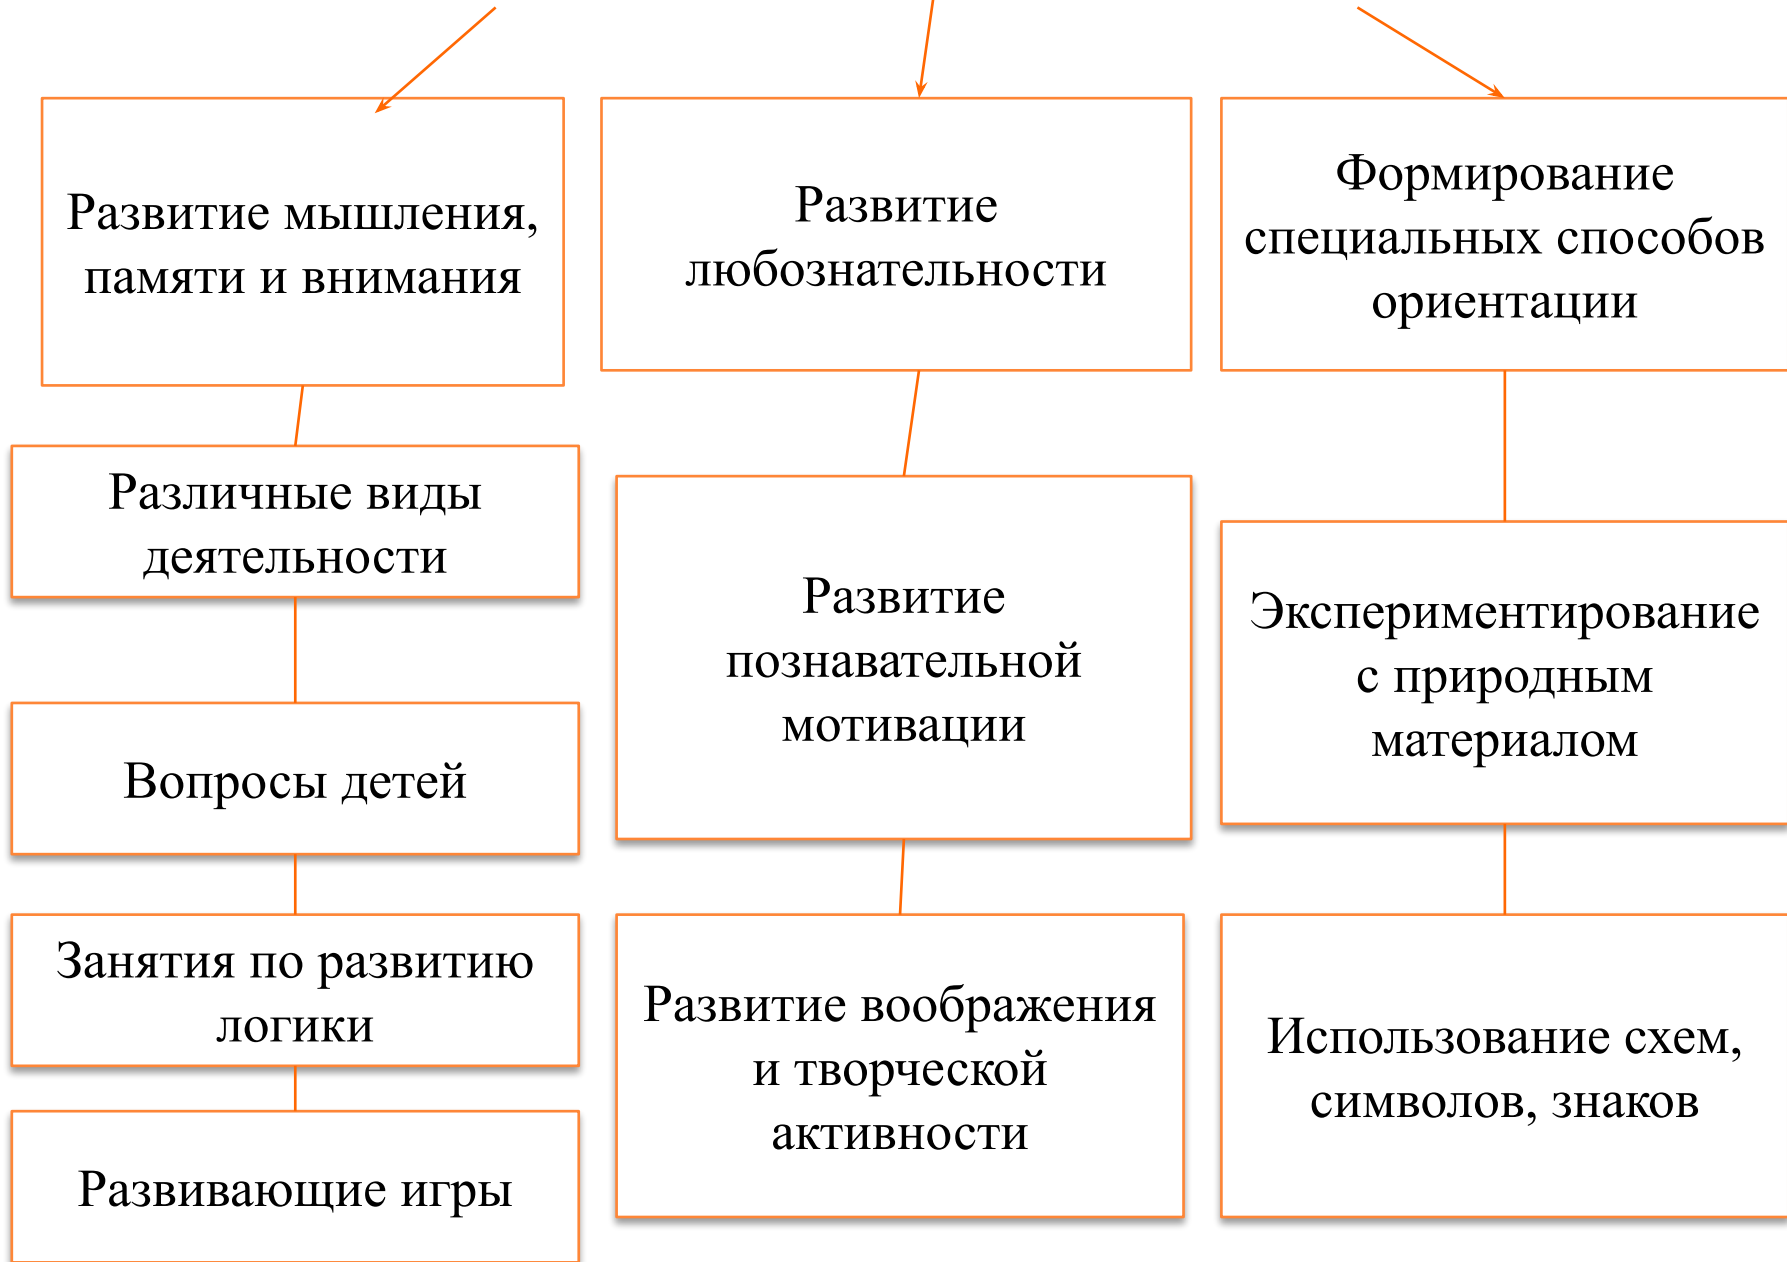 Развитие мышления,
памяти и внимания
Различные виды
деятельности
Вопросы детей
Занятия по развитию
логики
Развивающие игры
Развитие
любознательности
Развитие
познавательной
мотивации
Развитие воображения
и творческой
активности
Формирование
специальных способов
ориентации
Экспериментирование
с природным
материалом
Использование схем,
символов, знаков